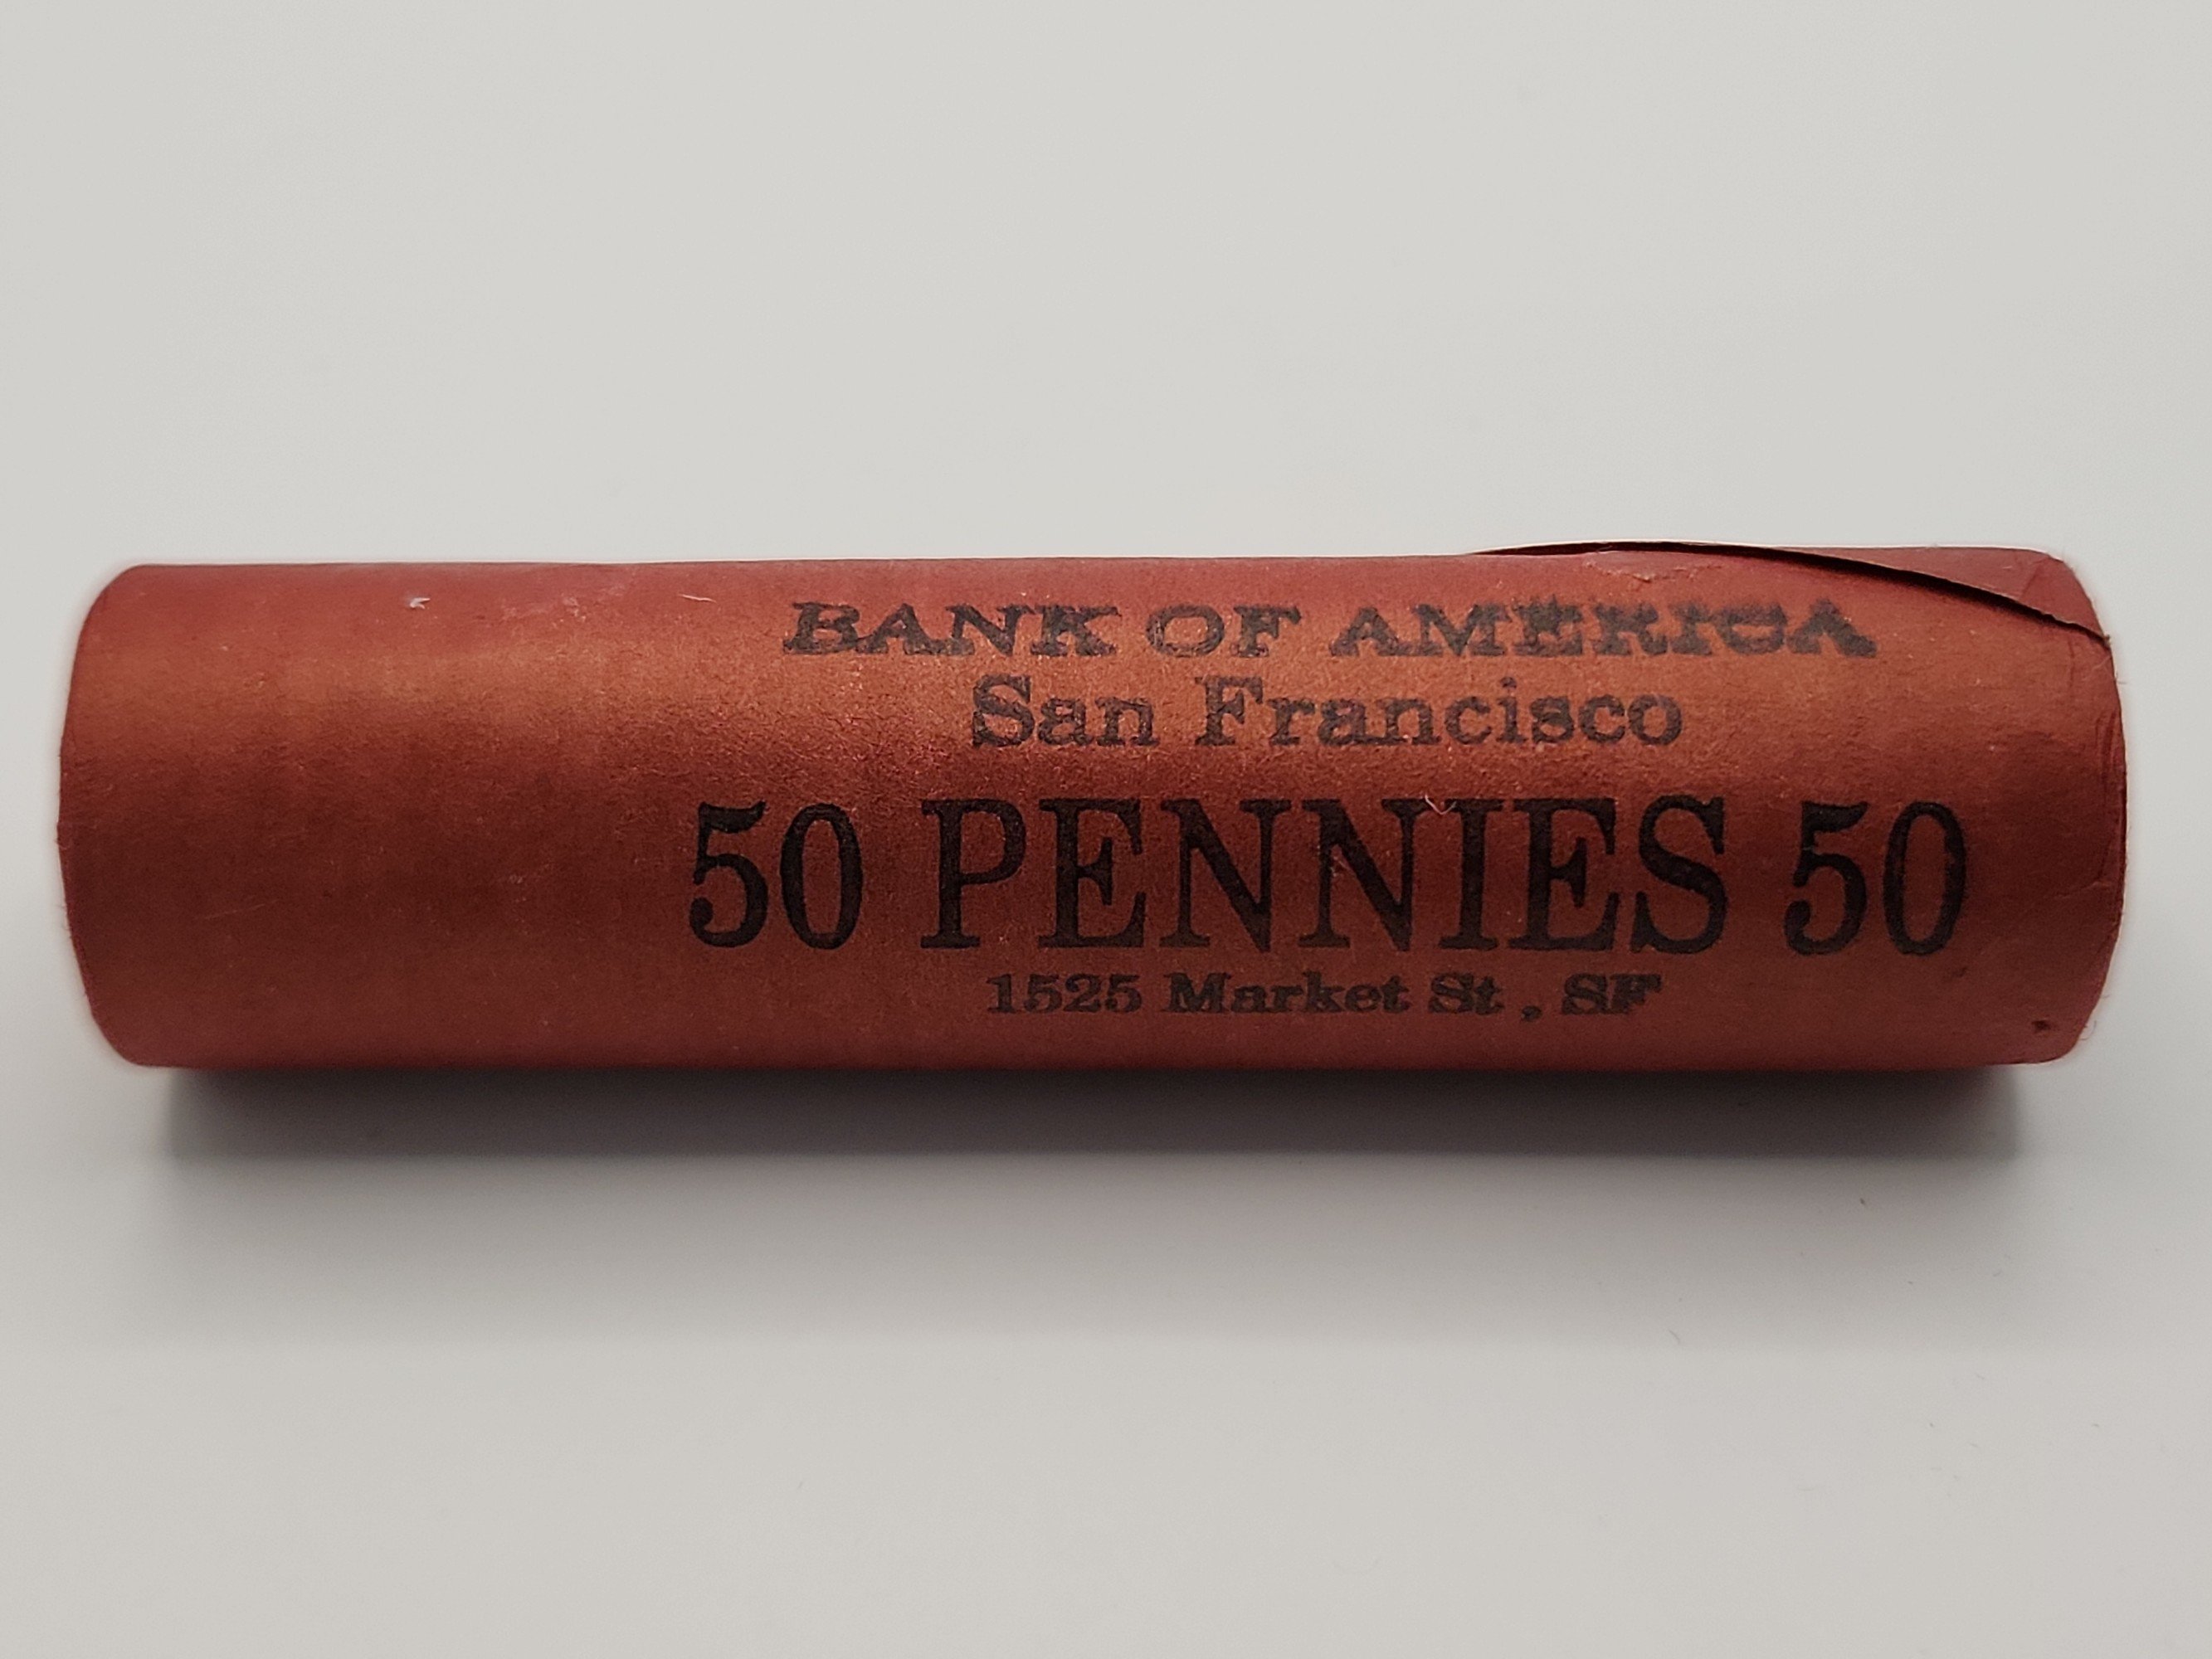 BANK OF AMERICA
San Francisco
50 PENNIES 50
1525 Market St , SF